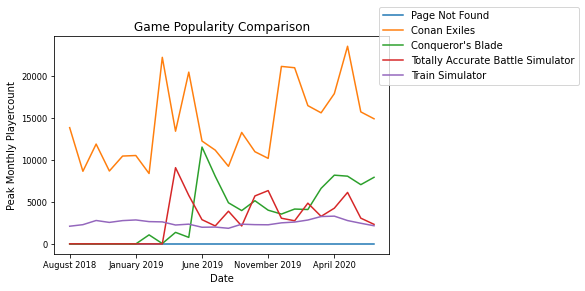 Game Popularity Comparison
Page Not Found
Conan Exiles
Conqueror's Blade
Totally Accurate Battle Simulator
Train Simulator
Peak Monthly Playercount
20000
15000
10000
5000
0
August 2018 January 2019 June 2019 November 2019 April 2020
Date